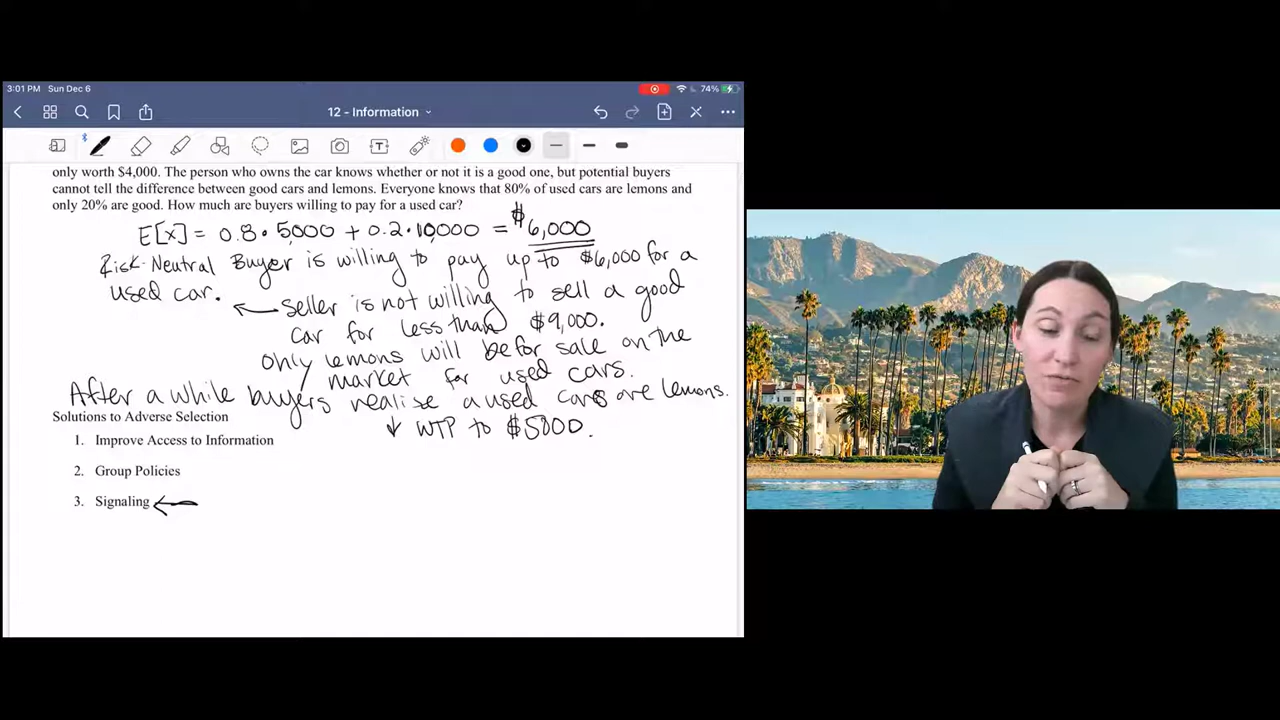 3:01 PM Sun Dec 6
74%
12 - Information
only worth $4,000. The person who owns the car knows whether or not it is a good one, but potential buyers
cannot tell the difference between good cars and lemons. Everyone knows that 80% of used cars are lemons and
only 20% are good. How much are buyers willing to pay for a used car?
E[x] = 0.8 · 5,000 + 0.2 · 10,000 = $6,000
Risk-Neutral Buyer is willing to pay up to $6,000 for a
used car.
← seller is not willing to sell a good
car for less than $9,000.
only lemons will be for sale on the
market for used cars.
After a while buyers realize a used cars are lemons.
Solutions to Adverse Selection
↓ WTP to $5000.
1. Improve Access to Information
2. Group Policies
3. Signaling ←